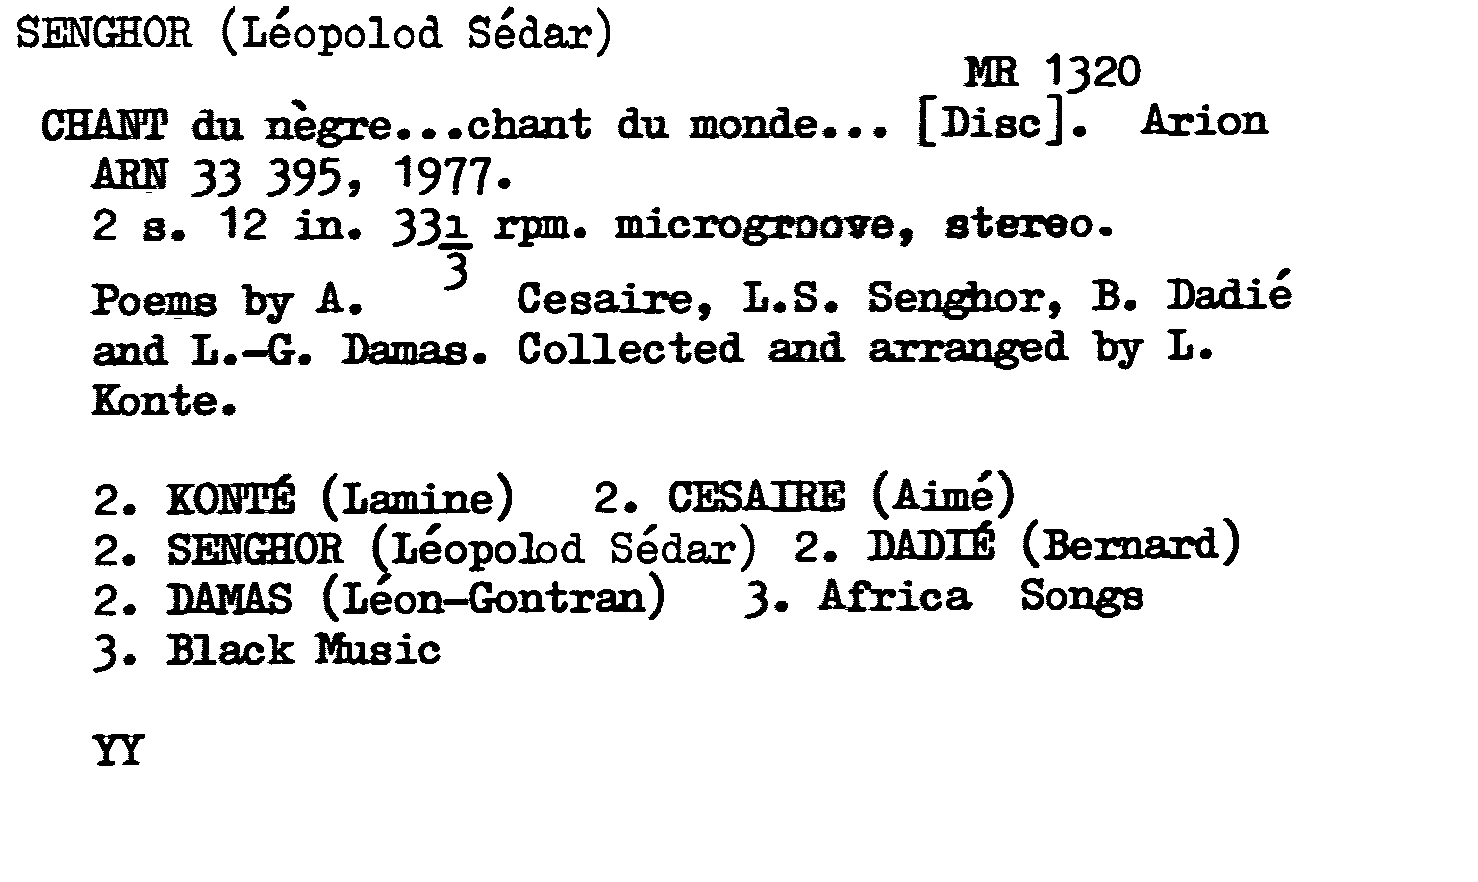 SENGHOR (Léopolod Sédar)
MR 1320
CHANT du nègre...chant du monde... [Disc]. Arion
ARN 33 395, 1977.
2 s. 12 in. 33 1/3 rpm. microgroove, stereo.
Poems by A. Cesaire, L.S. Senghor, B. Dadié
and L.-G. Damas. Collected and arranged by L.
Konte.
2. KONTÉ (Lamine) 2. CESAIRE (Aimé)
2. SENGHOR (Léopolod Sédar) 2. DADIÉ (Bernard)
2. DAMAS (Léon-Gontran) 3. Africa Songs
3. Black Music
YY